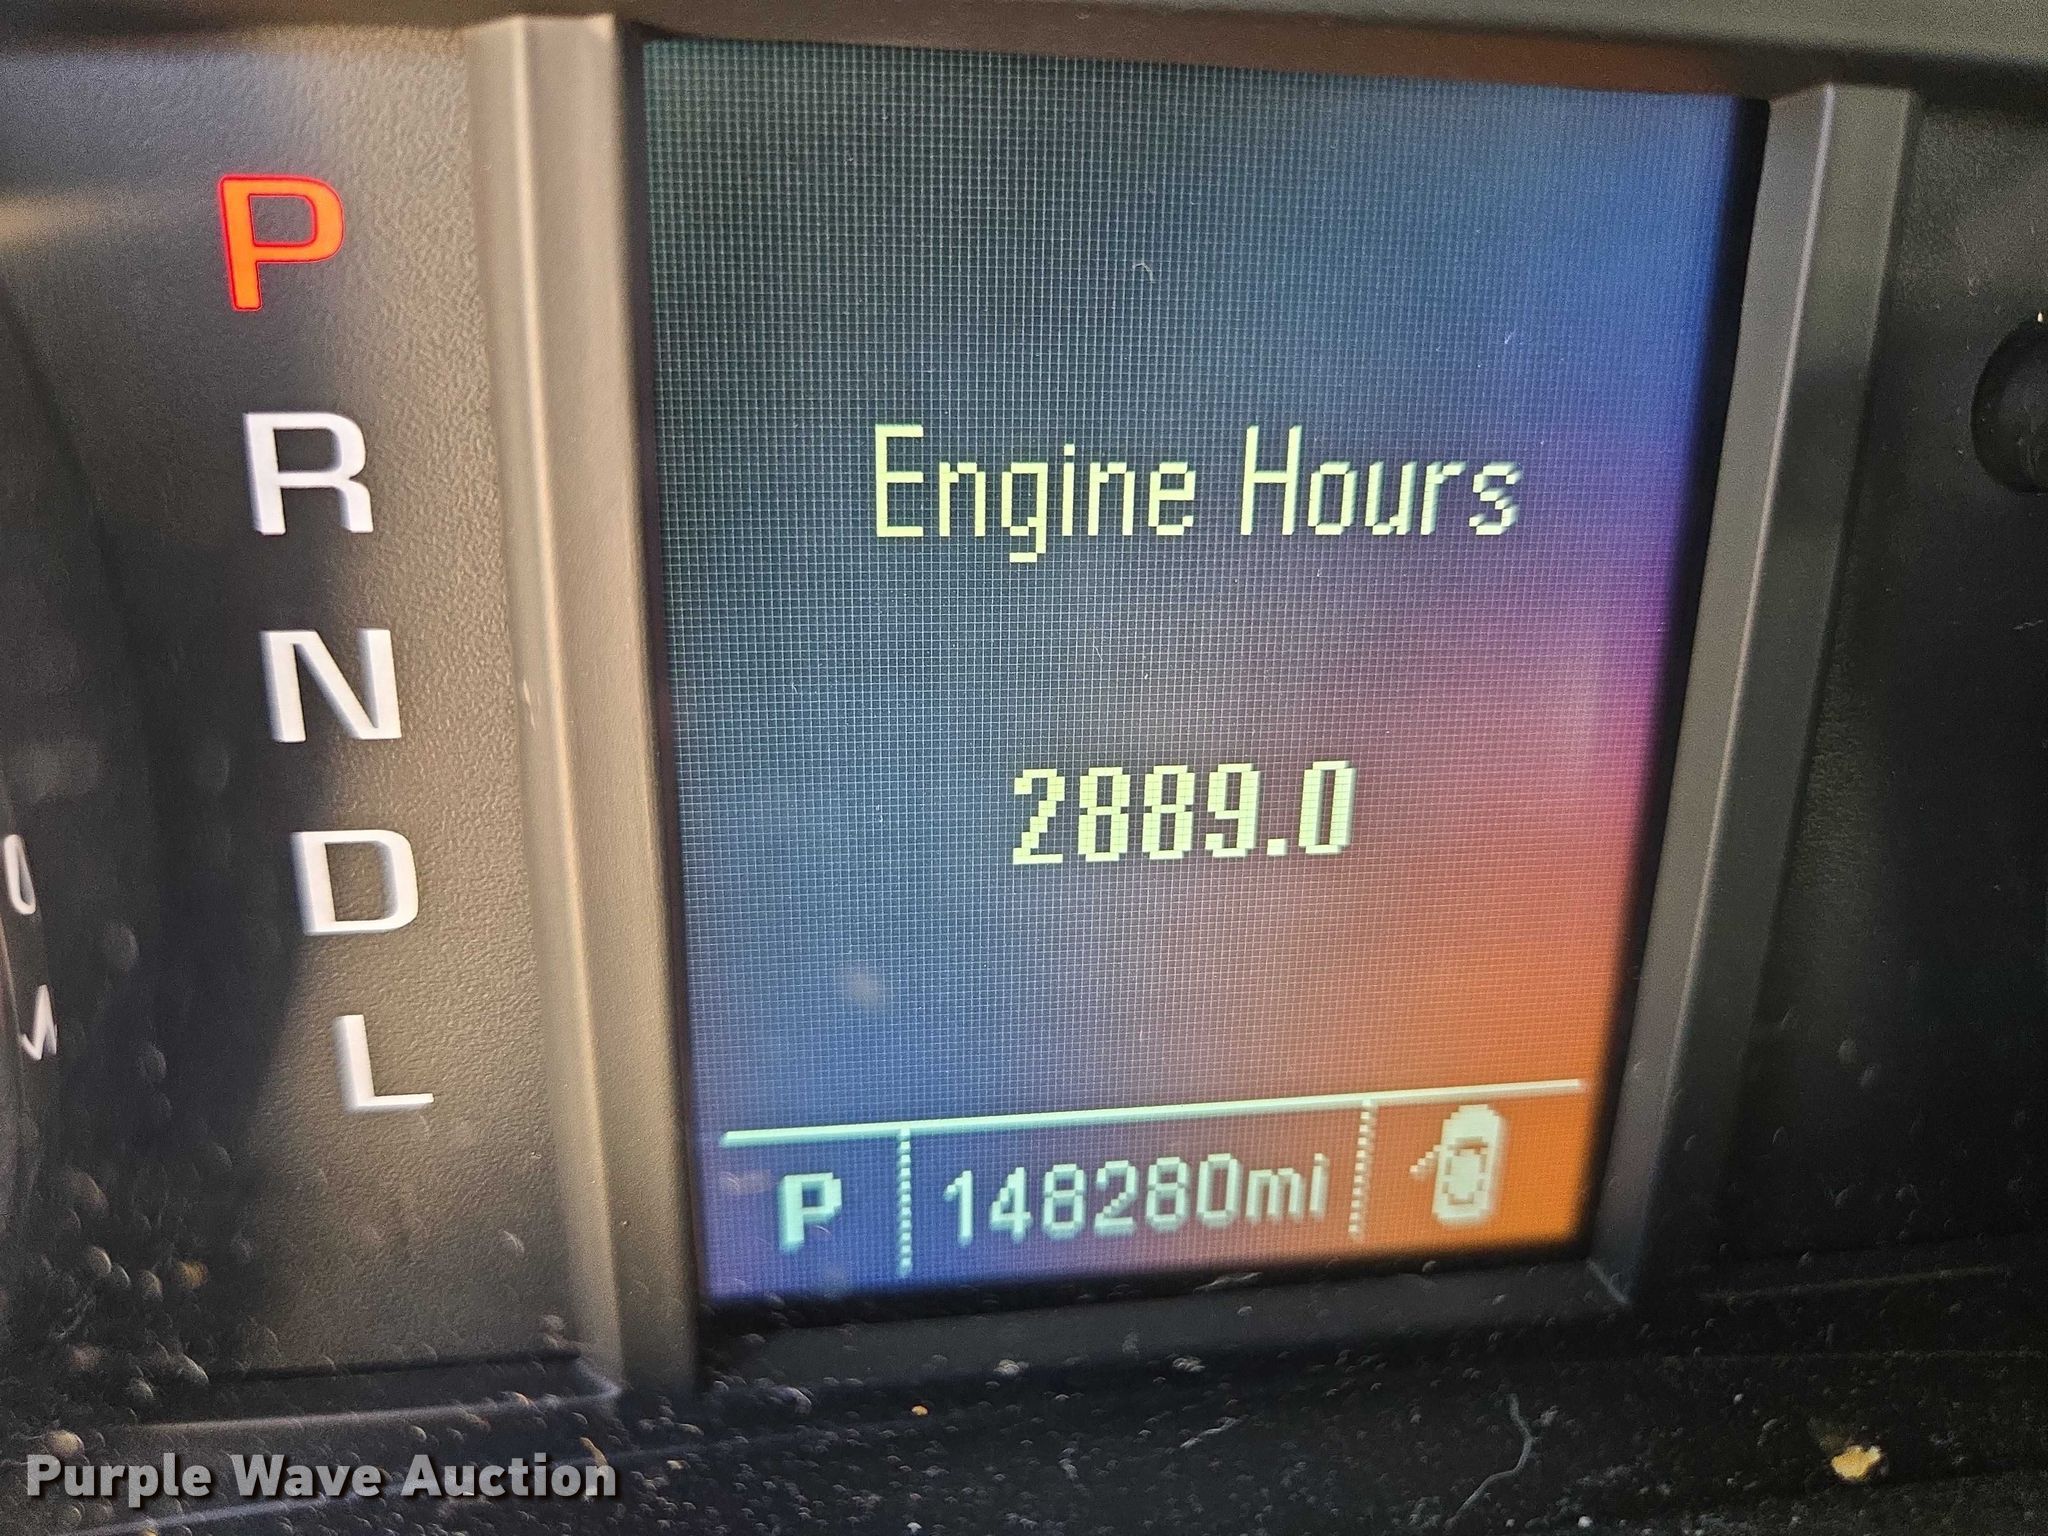 P
R
N
D
L
Engine Hours
2889.0
P 148280mi
Purple Wave Auction